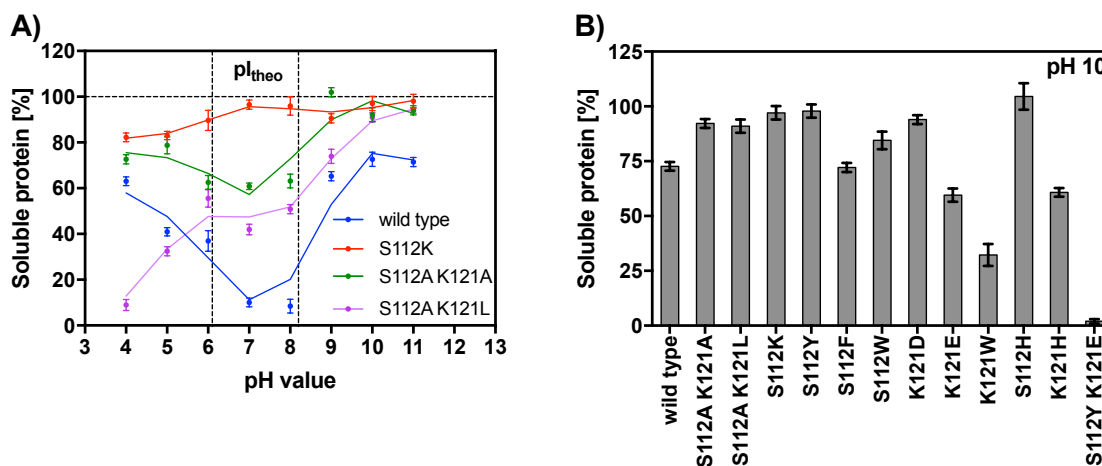 A)
B)
120
100
80
60
40
20
0
Soluble protein [%]
pItheo
wild type
S112K
S112A K121A
S112A K121L
3 4 5 6 7 8 9 10 11 12 13
pH value
125
100
75
50
25
0
Soluble protein [%]
pH 10
wild type
S112A K121A
S112A K121L
S112K
S112Y
S112F
S112W
K121D
K121E
K121W
S112H
K121H
S112Y K121E